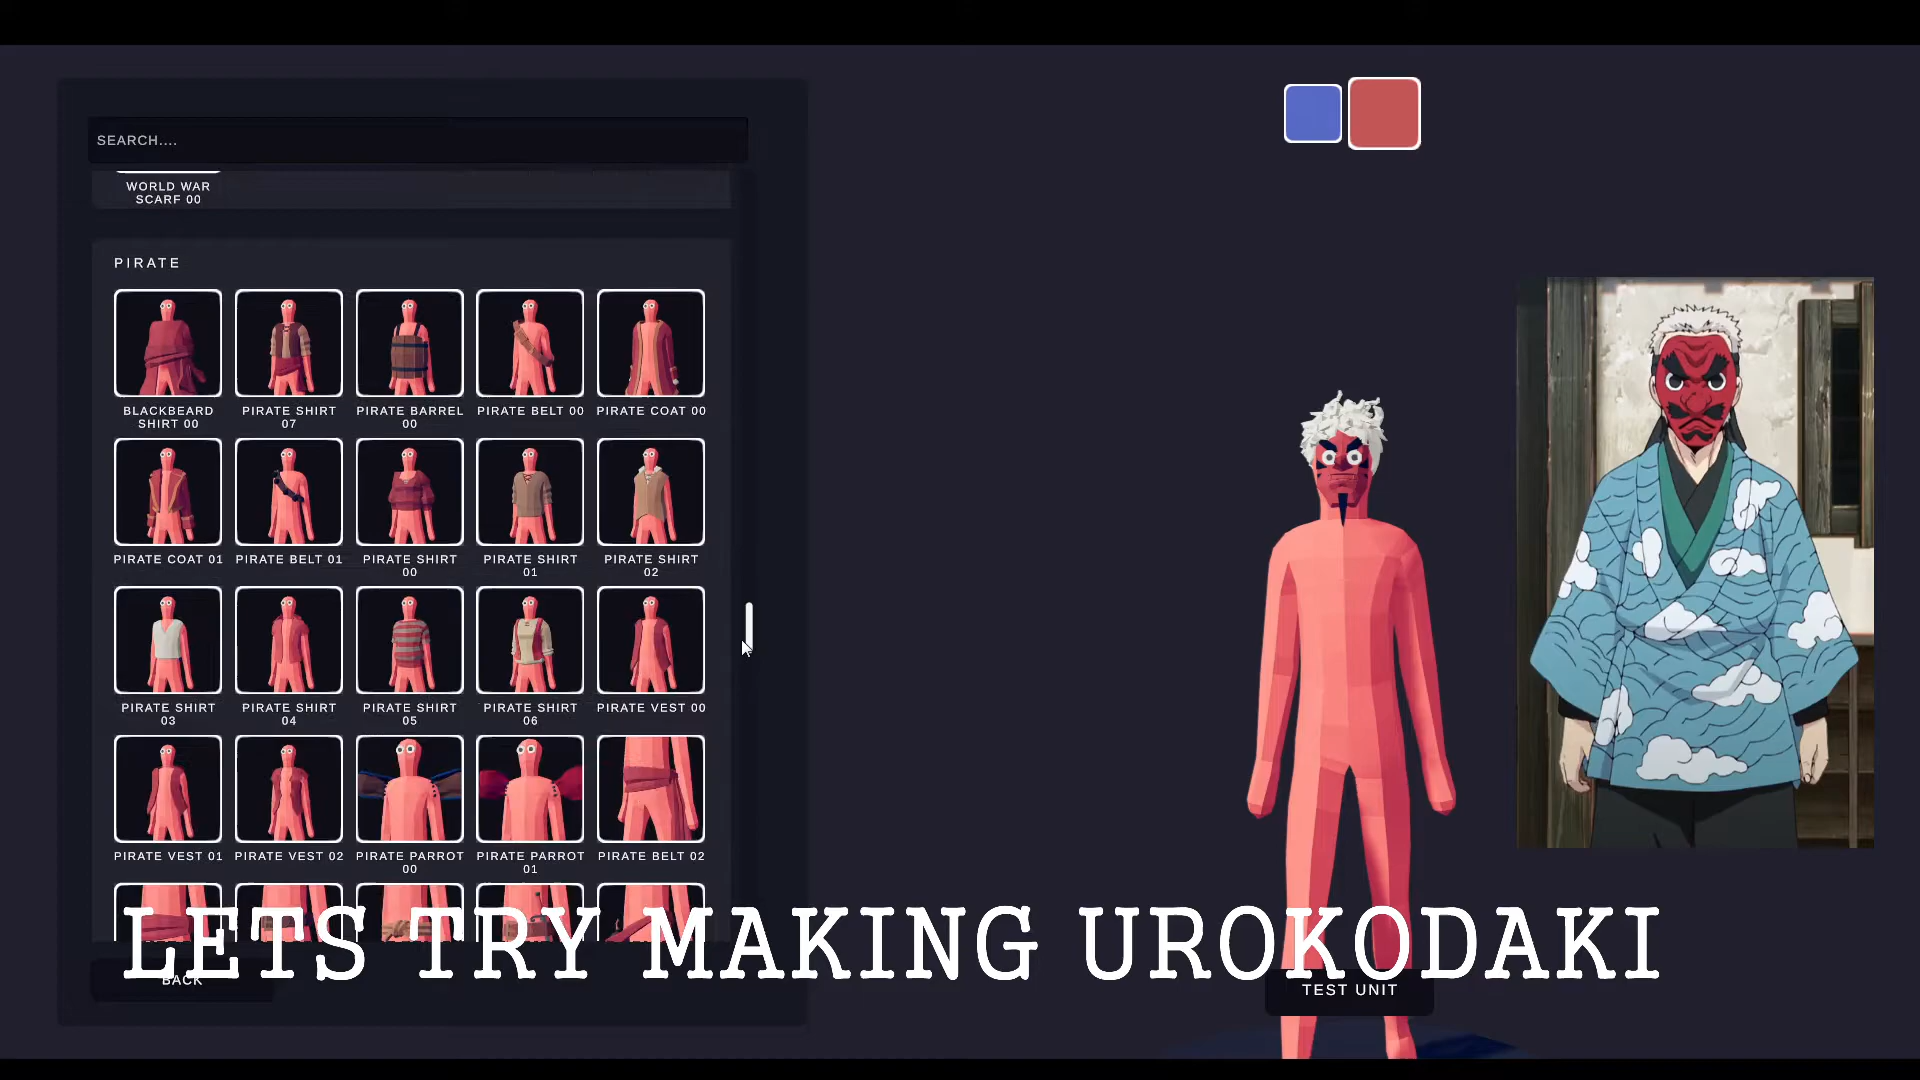 SEARCH....
WORLD WAR
SCARF 00
PIRATE
BLACKBEARD
SHIRT 00
PIRATE SHIRT
07
PIRATE BARREL
00
PIRATE BELT 00
PIRATE COAT 00
PIRATE COAT 01
PIRATE BELT 01
PIRATE SHIRT
00
PIRATE SHIRT
01
PIRATE SHIRT
02
PIRATE SHIRT
03
PIRATE SHIRT
04
PIRATE SHIRT
05
PIRATE SHIRT
06
PIRATE VEST 00
PIRATE VEST 01
PIRATE VEST 02
PIRATE PARROT
00
PIRATE PARROT
01
PIRATE BELT 02
LETS TRY MAKING UROKODAKI
BACK
TEST UNIT